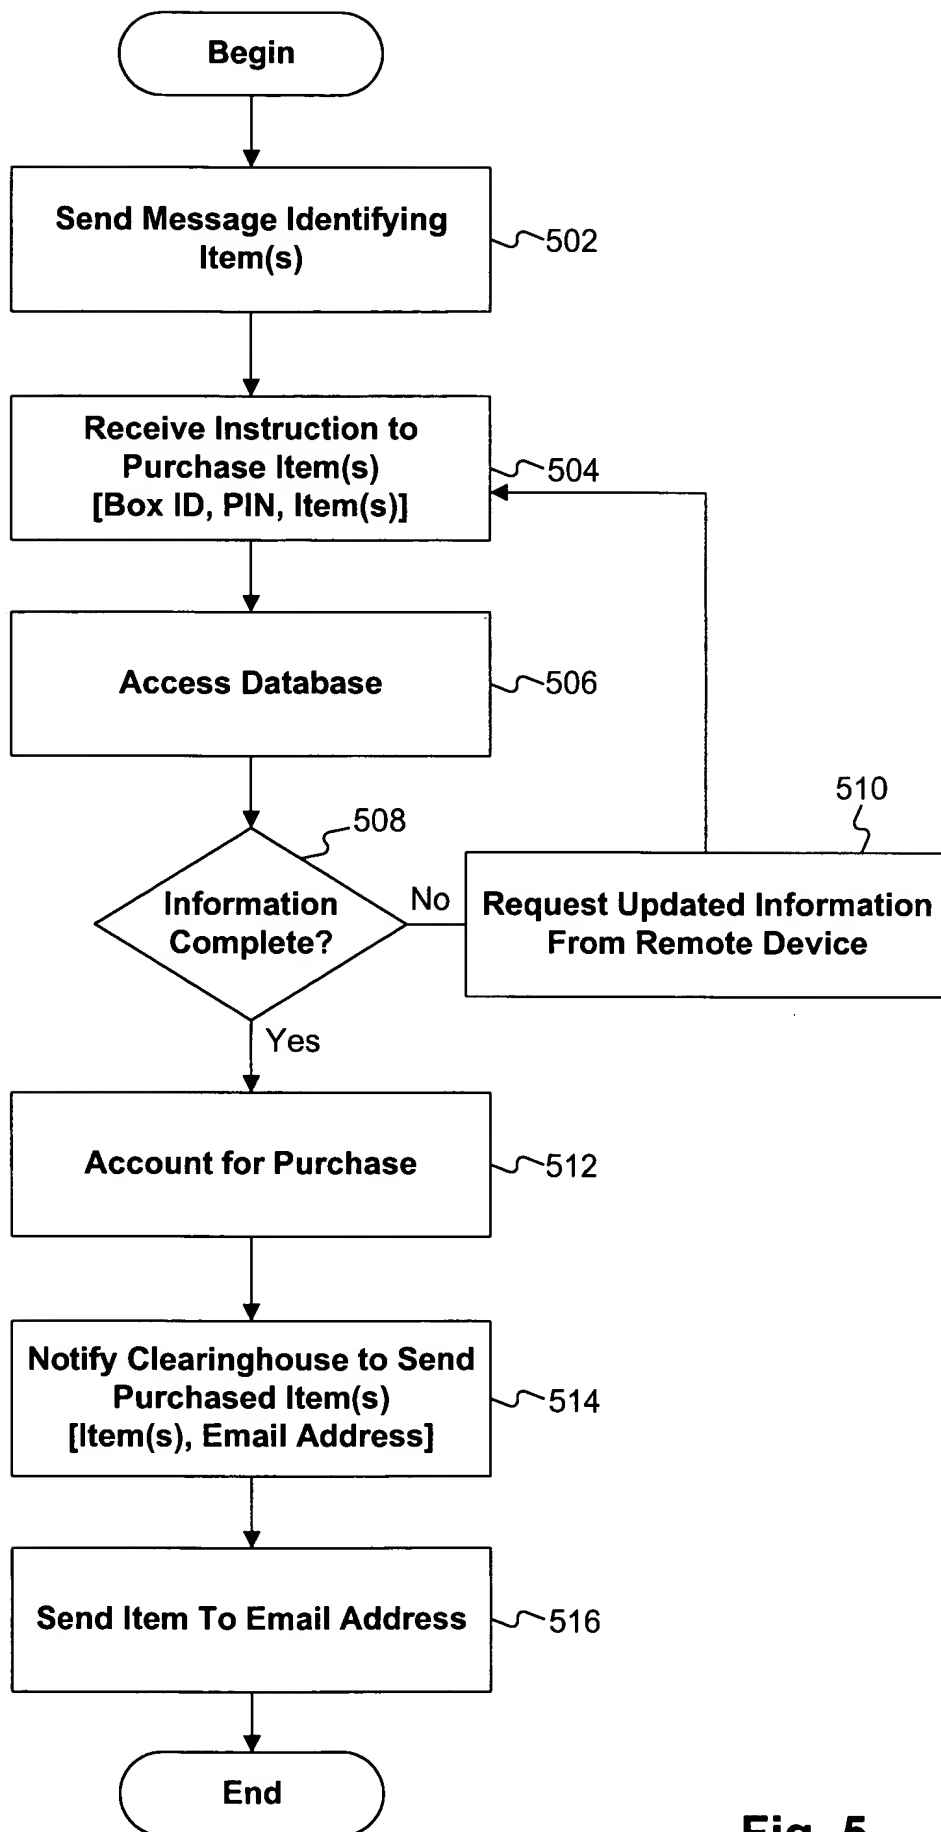 Begin
Send Message Identifying
Item(s)
502
Receive Instruction to
Purchase Item(s)
[Box ID, PIN, Item(s)]
504
Access Database
506
508
Information
Complete?
No
510
Request Updated Information
From Remote Device
Yes
Account for Purchase
512
Notify Clearinghouse to Send
Purchased Item(s)
[Item(s), Email Address]
514
Send Item To Email Address
516
End
Fig. 5